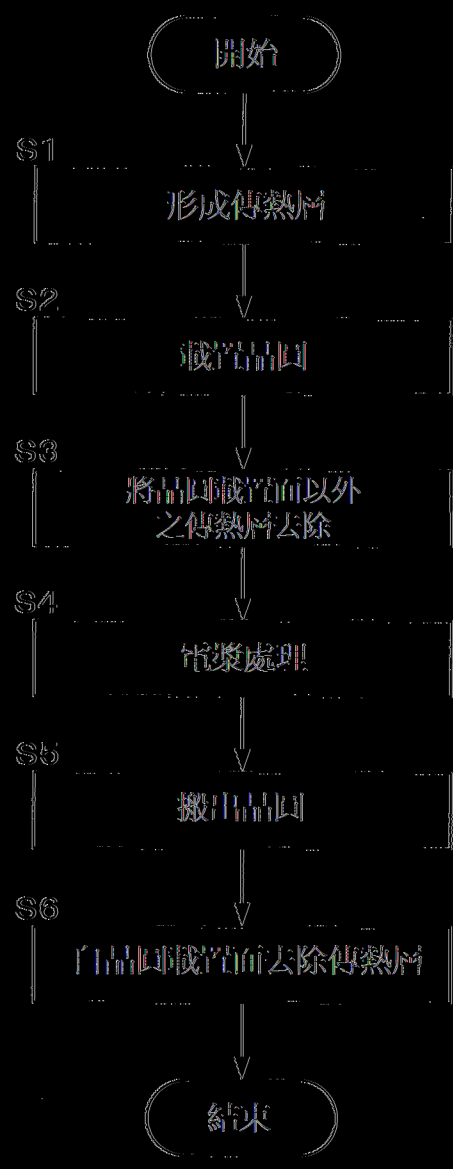 開始
S1
形成傳熱層
S2
載置晶圓
S3
將晶圓載置面以外
之傳熱層去除
S4
電漿處理
S5
搬出晶圓
S6
自晶圓載置面去除傳熱層
結束